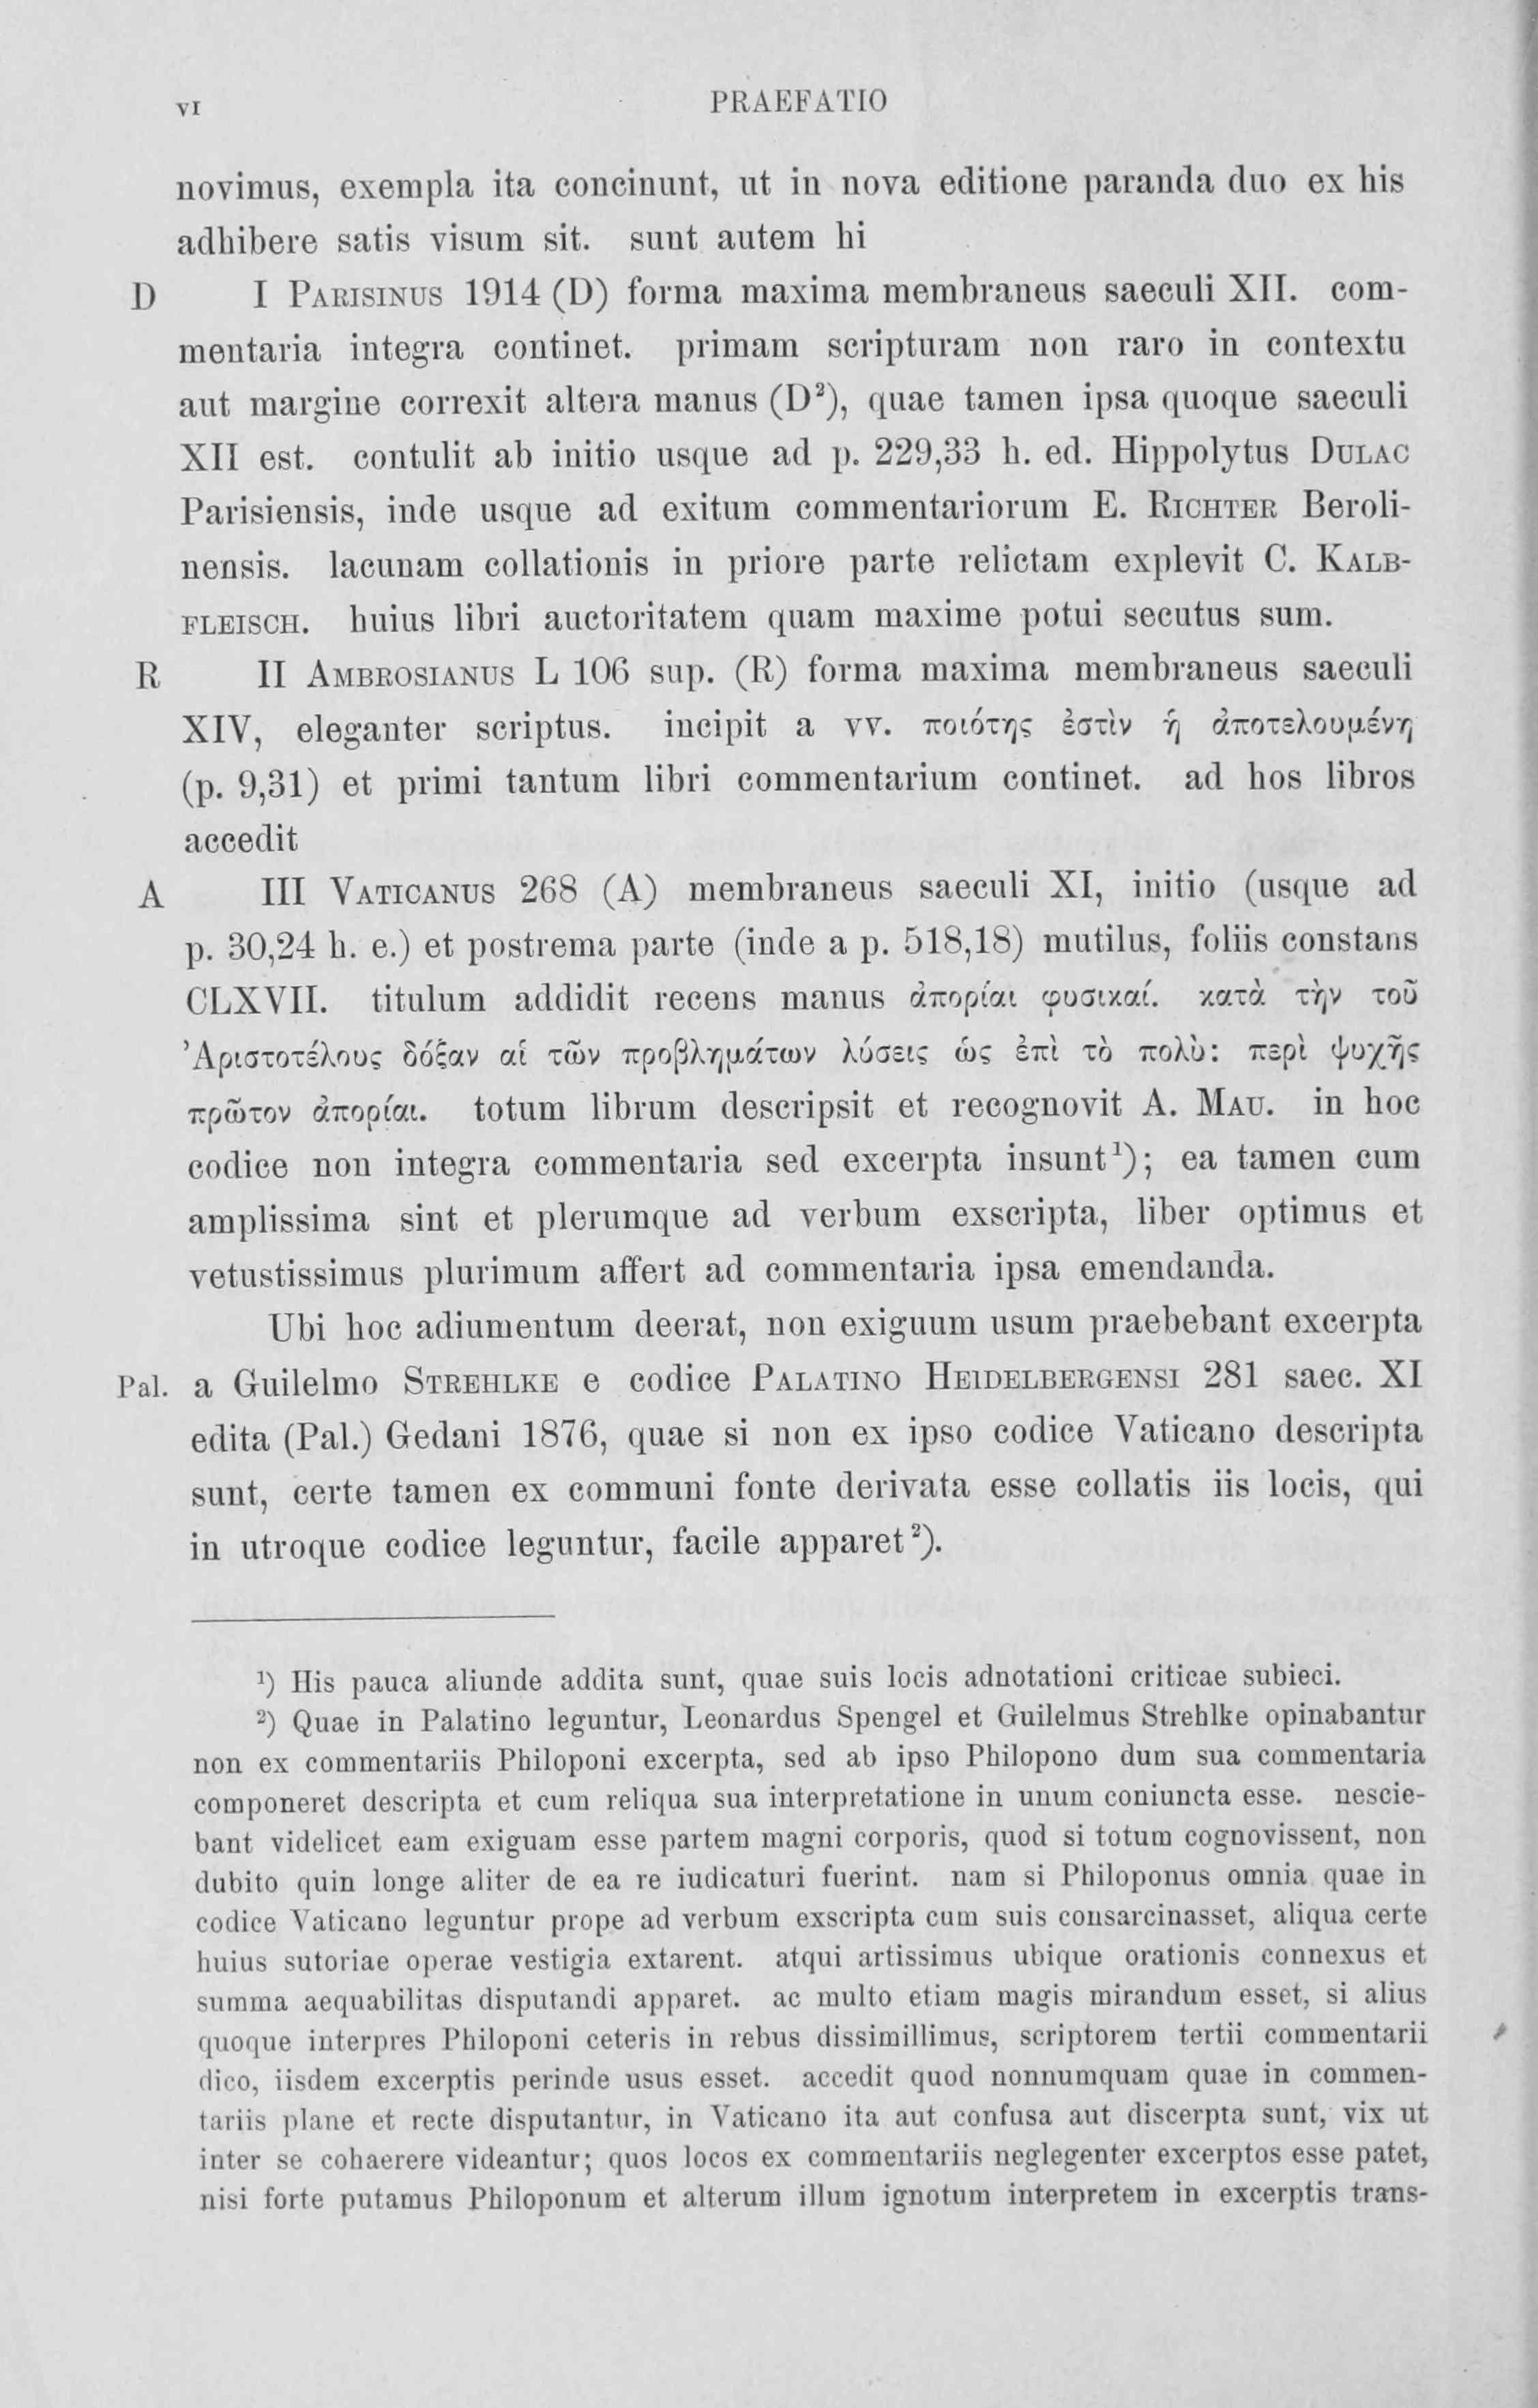 VI PRAEFATIO
novimus, exempla ita concinunt, ut in nova editione paranda duo ex his
adhibere satis visum sit. sunt autem hi
D I PARISINUS 1914 (D) forma maxima membraneus saeculi XII. com-
mentaria integra continet. primam scripturam non raro in contextu
aut margine correxit altera manus (D²), quae tamen ipsa quoque saeculi
XII est. contulit ab initio usque ad p. 229,33 h. ed. Hippolytus DULAC
Parisiensis, inde usque ad exitum commentariorum E. RICHTER Beroli-
nensis. lacunam collationis in priore parte relictam explevit C. KALB-
FLEISCH. huius libri auctoritatem quam maxime potui secutus sum.
R II AMBROSIANUS L 106 sup. (R) forma maxima membraneus saeculi
XIV, eleganter scriptus. incipit a vv. ποιότης ἐστὶν ἡ ἀποτελουμένη
(p. 9,31) et primi tantum libri commentarium continet. ad hos libros
accedit
A III VATICANUS 268 (A) membraneus saeculi XI, initio (usque ad
p. 30,24 h. e.) et postrema parte (inde a p. 518,18) mutilus, foliis constans
CLXVII. titulum addidit recens manus ἀπορίαι φυσικαί. κατὰ τὴν τοῦ
Ἀριστοτέλους δόξαν αἱ τῶν προβλημάτων λύσεις ὡς ἐπὶ τὸ πολὺ: περὶ ψυχῆς
πρῶτον ἀπορίαι. totum librum descripsit et recognovit A. MAU. in hoc
codice non integra commentaria sed excerpta insunt¹); ea tamen cum
amplissima sint et plerumque ad verbum exscripta, liber optimus et
vetustissimus plurimum affert ad commentaria ipsa emendanda.
Ubi hoc adiumentum deerat, non exiguum usum praebebant excerpta
Pal. a Guilelmo STREHLKE e codice PALATINO HEIDELBERGENSI 281 saec. XI
edita (Pal.) Gedani 1876, quae si non ex ipso codice Vaticano descripta
sunt, certe tamen ex communi fonte derivata esse collatis iis locis, qui
in utroque codice leguntur, facile apparet²).
¹) His pauca aliunde addita sunt, quae suis locis adnotationi criticae subieci.
²) Quae in Palatino leguntur, Leonardus Spengel et Guilelmus Strehlke opinabantur
non ex commentariis Philoponi excerpta, sed ab ipso Philopono dum sua commentaria
componeret descripta et cum reliqua sua interpretatione in unum coniuncta esse. nescie-
bant videlicet eam exiguam esse partem magni corporis, quod si totum cognovissent, non
dubito quin longe aliter de ea re iudicaturi fuerint. nam si Philoponus omnia quae in
codice Vaticano leguntur prope ad verbum exscripta cum suis consarcinasset, aliqua certe
huius sutoriae operae vestigia extarent. atqui artissimus ubique orationis connexus et
summa aequabilitas disputandi apparet. ac multo etiam magis mirandum esset, si alius
quoque interpres Philoponi ceteris in rebus dissimillimus, scriptorem tertii commentarii
dico, iisdem excerptis perinde usus esset. accedit quod nonnumquam quae in commen-
tariis plane et recte disputantur, in Vaticano ita aut confusa aut discerpta sunt, vix ut
inter se cohaerere videantur; quos locos ex commentariis neglegenter excerptos esse patet,
nisi forte putamus Philoponum et alterum illum ignotum interpretem in excerptis trans-